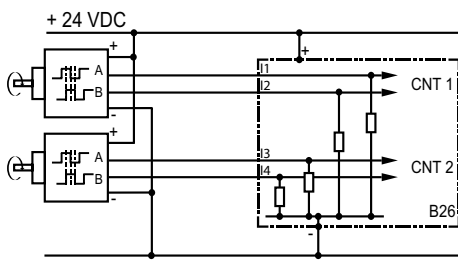 + 24 VDC
+
A
B
-
+
A
B
-
+
I1
I2
CNT 1
I3
I4
CNT 2
B26
-